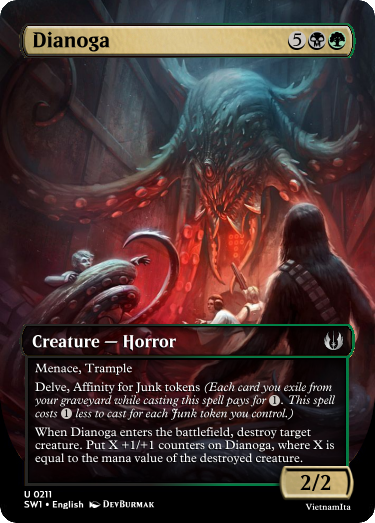 Dianoga 5
Creature — Horror
Menace, Trample
Delve, Affinity for Junk tokens (Each card you exile from
your graveyard while casting this spell pays for 1. This spell
costs 1 less to cast for each Junk token you control.)
When Dianoga enters the battlefield, destroy target
creature. Put X +1/+1 counters on Dianoga, where X is
equal to the mana value of the destroyed creature.
2/2
U 0211
SW1 • English DevBurmak
VietnamIta